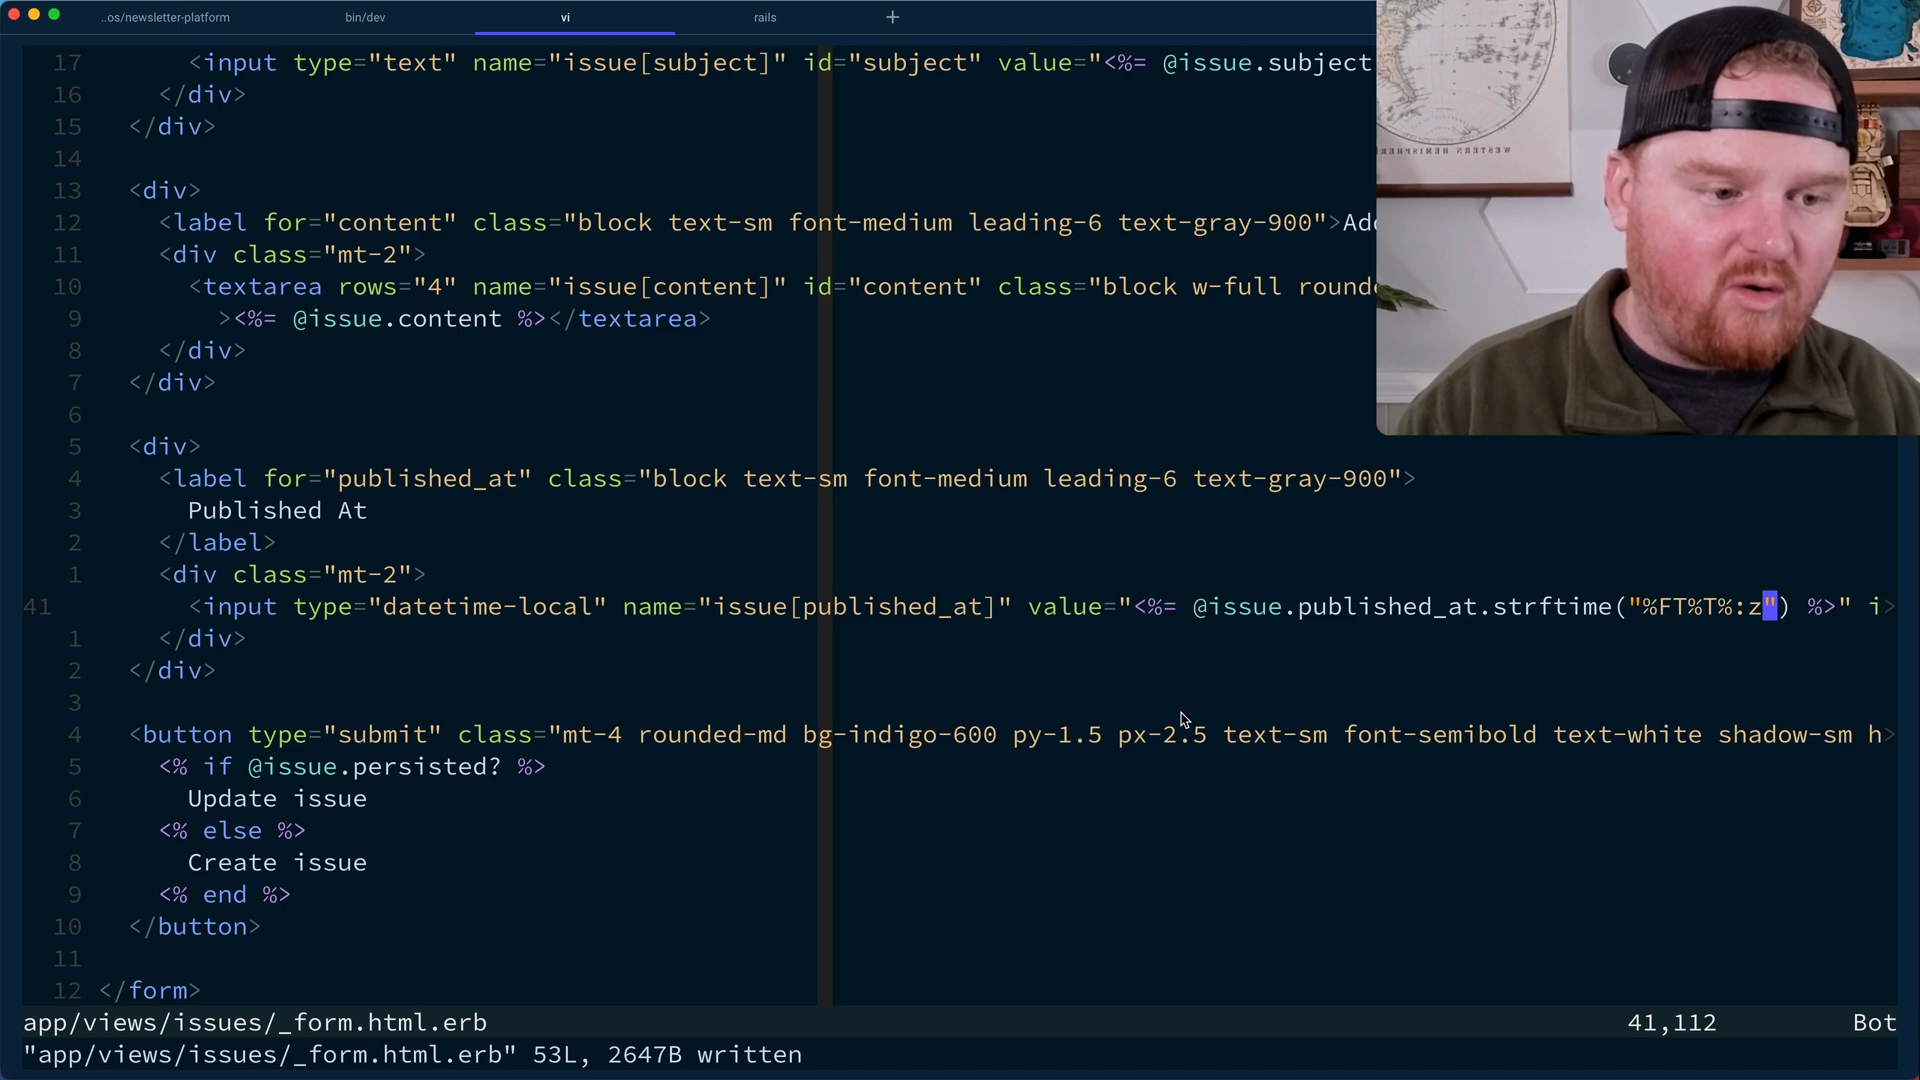 ..os/newsletter-platform bin/dev vi rails +
17 <input type="text" name="issue[subject]" id="subject" value="<%= @issue.subject
16 </div>
15 </div>
14
13 <div>
12 <label for="content" class="block text-sm font-medium leading-6 text-gray-900">Ad
11 <div class="mt-2">
10 <textarea rows="4" name="issue[content]" id="content" class="block w-full round
9 ><%= @issue.content %></textarea>
8 </div>
7 </div>
6
5 <div>
4 <label for="published_at" class="block text-sm font-medium leading-6 text-gray-900">
3 Published At
2 </label>
1 <div class="mt-2">
41 <input type="datetime-local" name="issue[published_at]" value="<%= @issue.published_at.strftime("%FT%T%:z") %>" i>
1 </div>
2 </div>
3
4 <button type="submit" class="mt-4 rounded-md bg-indigo-600 py-1.5 px-2.5 text-sm font-semibold text-white shadow-sm h>
5 <% if @issue.persisted? %>
6 Update issue
7 <% else %>
8 Create issue
9 <% end %>
10 </button>
11
12 </form>
app/views/issues/_form.html.erb 41,112 Bot
"app/views/issues/_form.html.erb" 53L, 2647B written